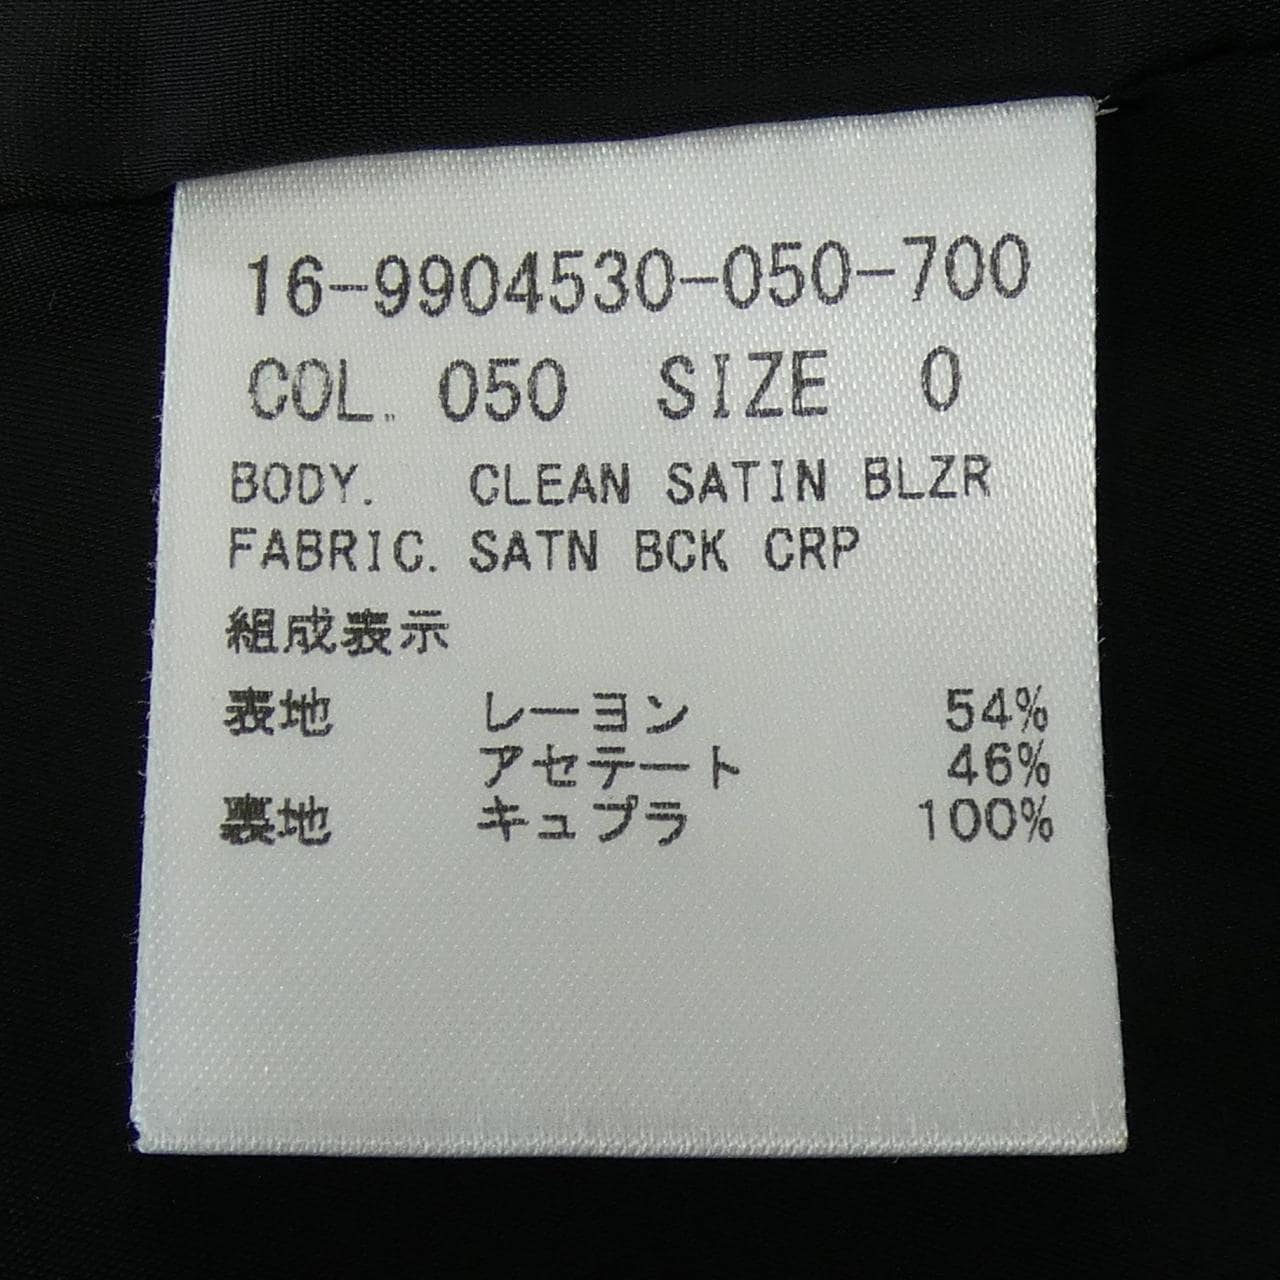 16-9904530-050-700
COL. 050 SIZE 0
BODY. CLEAN SATIN BLZR
FABRIC. SATN BCK CRP
組成表示
表地 レーヨン 54%
アセテート 46%
裏地 キュプラ 100%